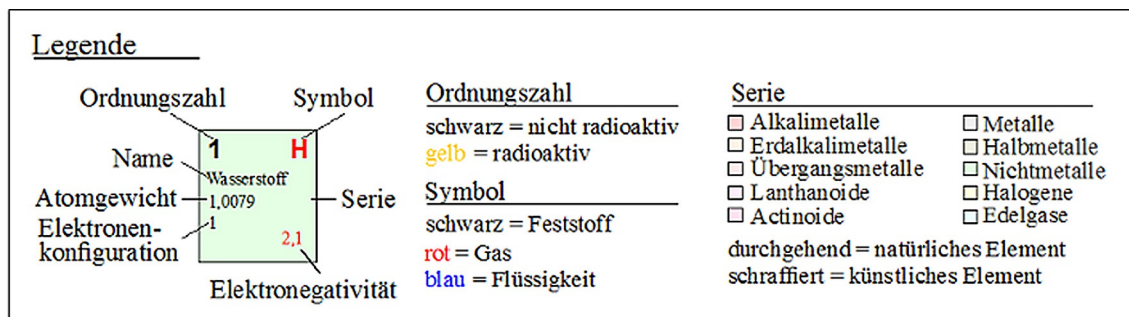 Legende
Ordnungszahl
Symbol
Name
Atomgewicht
Elektronen-
konfiguration
1
H
Wasserstoff
1,0079
1
2,1
Serie
Elektronegativität
Ordnungszahl
schwarz = nicht radioaktiv
gelb = radioaktiv
Symbol
schwarz = Feststoff
rot = Gas
blau = Flüssigkeit
Serie
Alkalimetalle
Erdalkalimetalle
Übergangsmetalle
Lanthanoide
Actinoide
Metalle
Halbmetalle
Nichtmetalle
Halogene
Edelgase
durchgehend = natürliches Element
schraffiert = künstliches Element